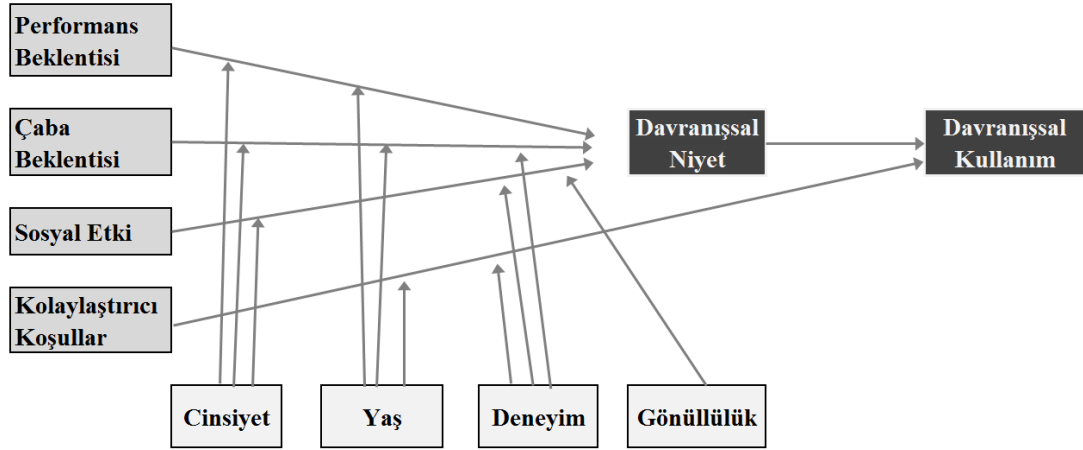 Performans
Beklentisi
Çaba
Beklentisi
Davranışsal
Niyet
Davranışsal
Kullanım
Sosyal Etki
Kolaylaştırıcı
Koşullar
Cinsiyet
Yaş
Deneyim
Gönüllülük